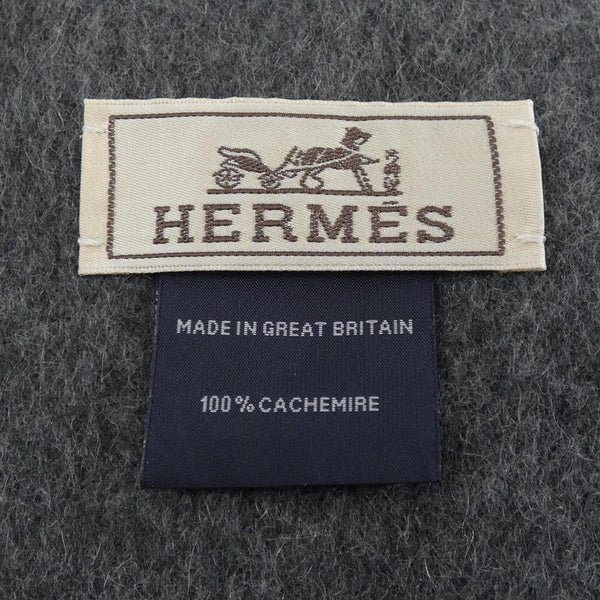 HERMÈS
MADE IN GREAT BRITAIN
100% CACHEMIRE